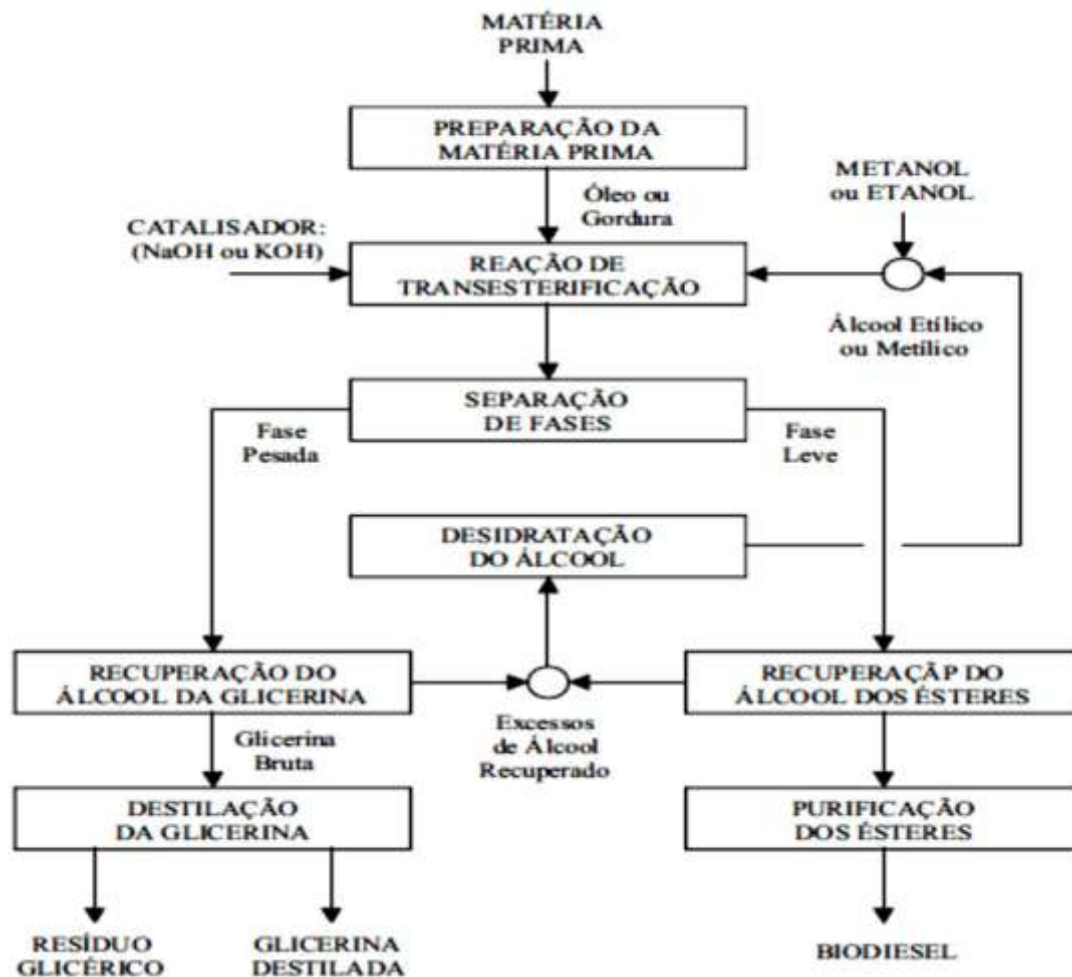 MATÉRIA
PRIMA
PREPARAÇÃO DA
MATÉRIA PRIMA
METANOL
ou ETANOL
Óleo ou
Gordura
CATALISADOR:
(NaOH ou KOH)
REAÇÃO DE
TRANSESTERIFICAÇÃO
Álcool Etílico
ou Metílico
SEPARAÇÃO
DE FASES
Fase
Pesada
Fase
Leve
DESIDRATAÇÃO
DO ÁLCOOL
RECUPERAÇÃO DO
ÁLCOOL DA GLICERINA
RECUPERAÇÃP DO
ÁLCOOL DOS ÉSTERES
Excessos
de Álcool
Recuperado
Glicerina
Bruta
DESTILAÇÃO
DA GLICERINA
PURIFICAÇÃO
DOS ÉSTERES
RESÍDUO
GLICÉRICO
GLICERINA
DESTILADA
BIODIESEL